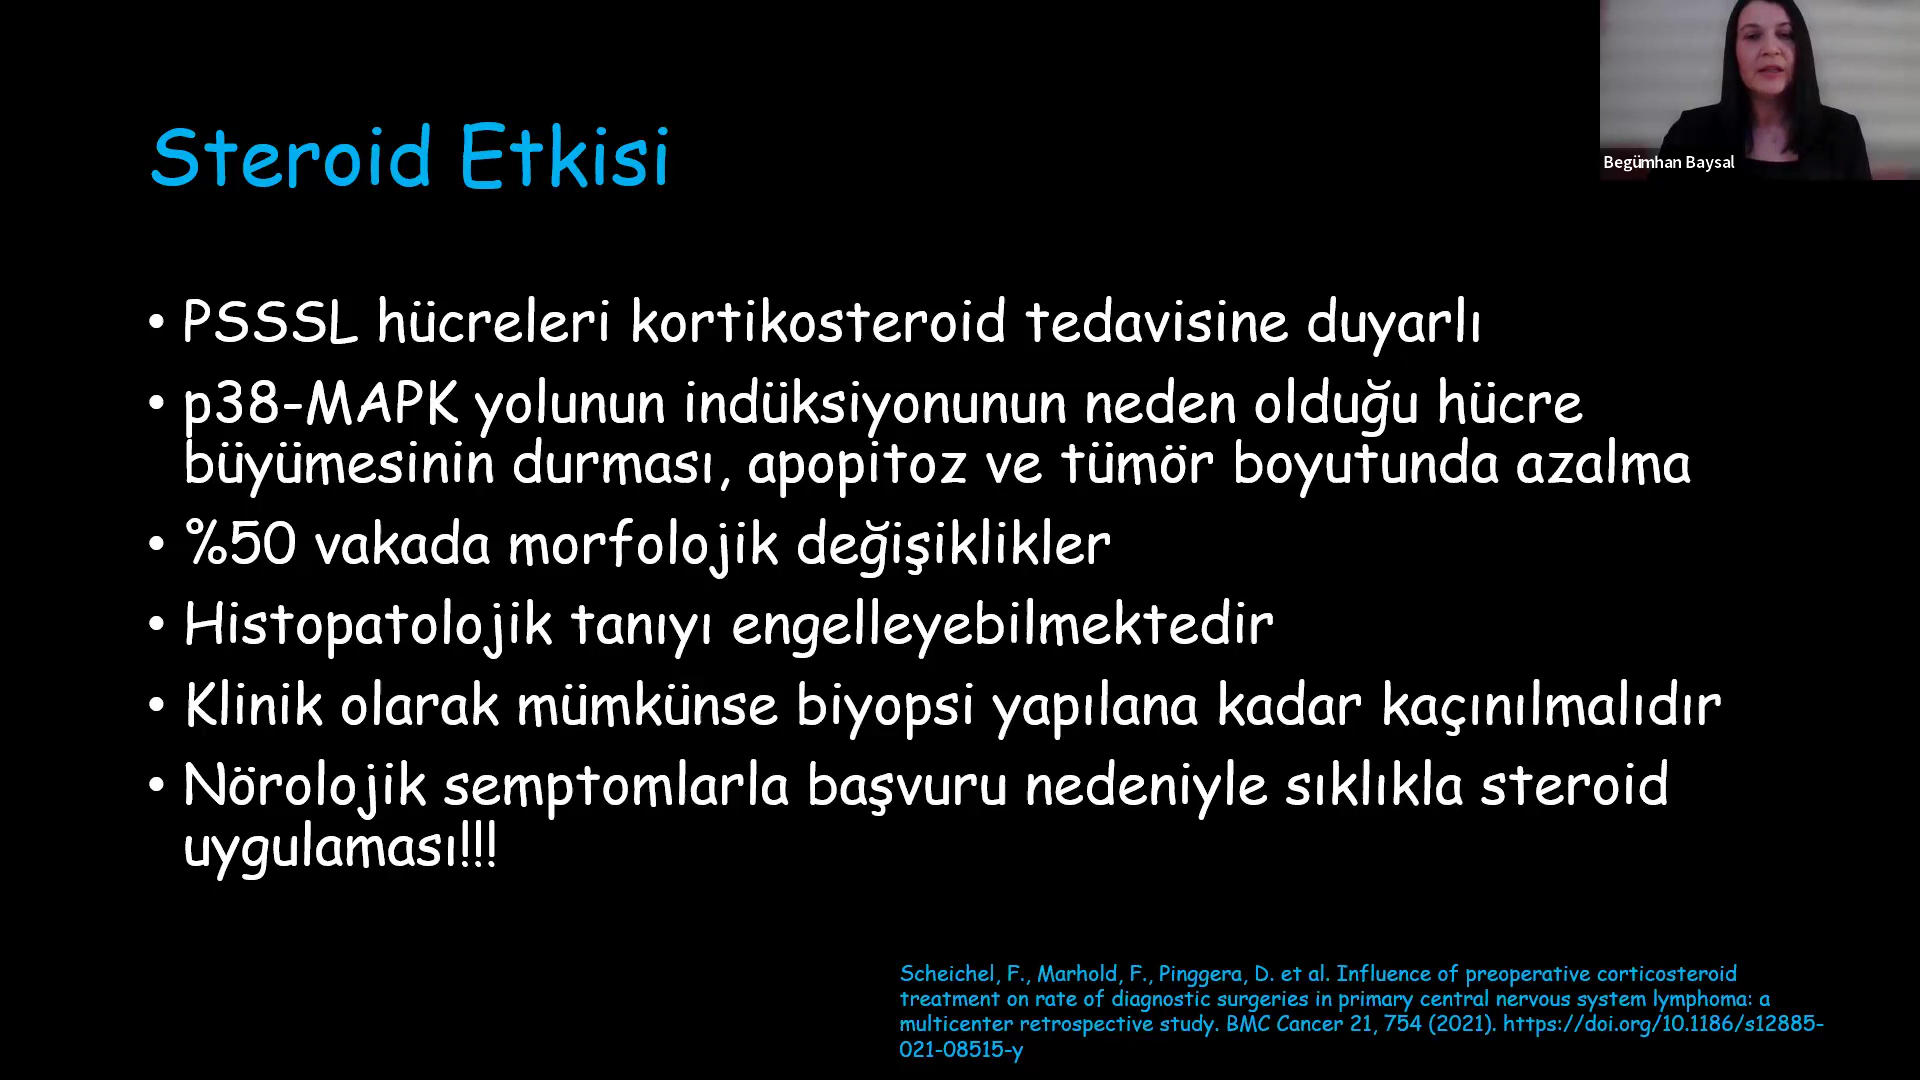 Steroid Etkisi
Begümhan Baysal
• PSSSL hücreleri kortikosteroid tedavisine duyarlı
• p38-MAPK yolunun indüksiyonunun neden olduğu hücre
büyümesinin durması, apopitoz ve tümör boyutunda azalma
• %50 vakada morfolojik değişiklikler
• Histopatolojik tanıyı engelleyebilmektedir
• Klinik olarak mümkünse biyopsi yapılana kadar kaçınılmalıdır
• Nörolojik semptomlarla başvuru nedeniyle sıklıkla steroid
uygulaması!!!
Scheichel, F., Marhold, F., Pinggera, D. et al. Influence of preoperative corticosteroid
treatment on rate of diagnostic surgeries in primary central nervous system lymphoma: a
multicenter retrospective study. BMC Cancer 21, 754 (2021). https://doi.org/10.1186/s12885-
021-08515-y